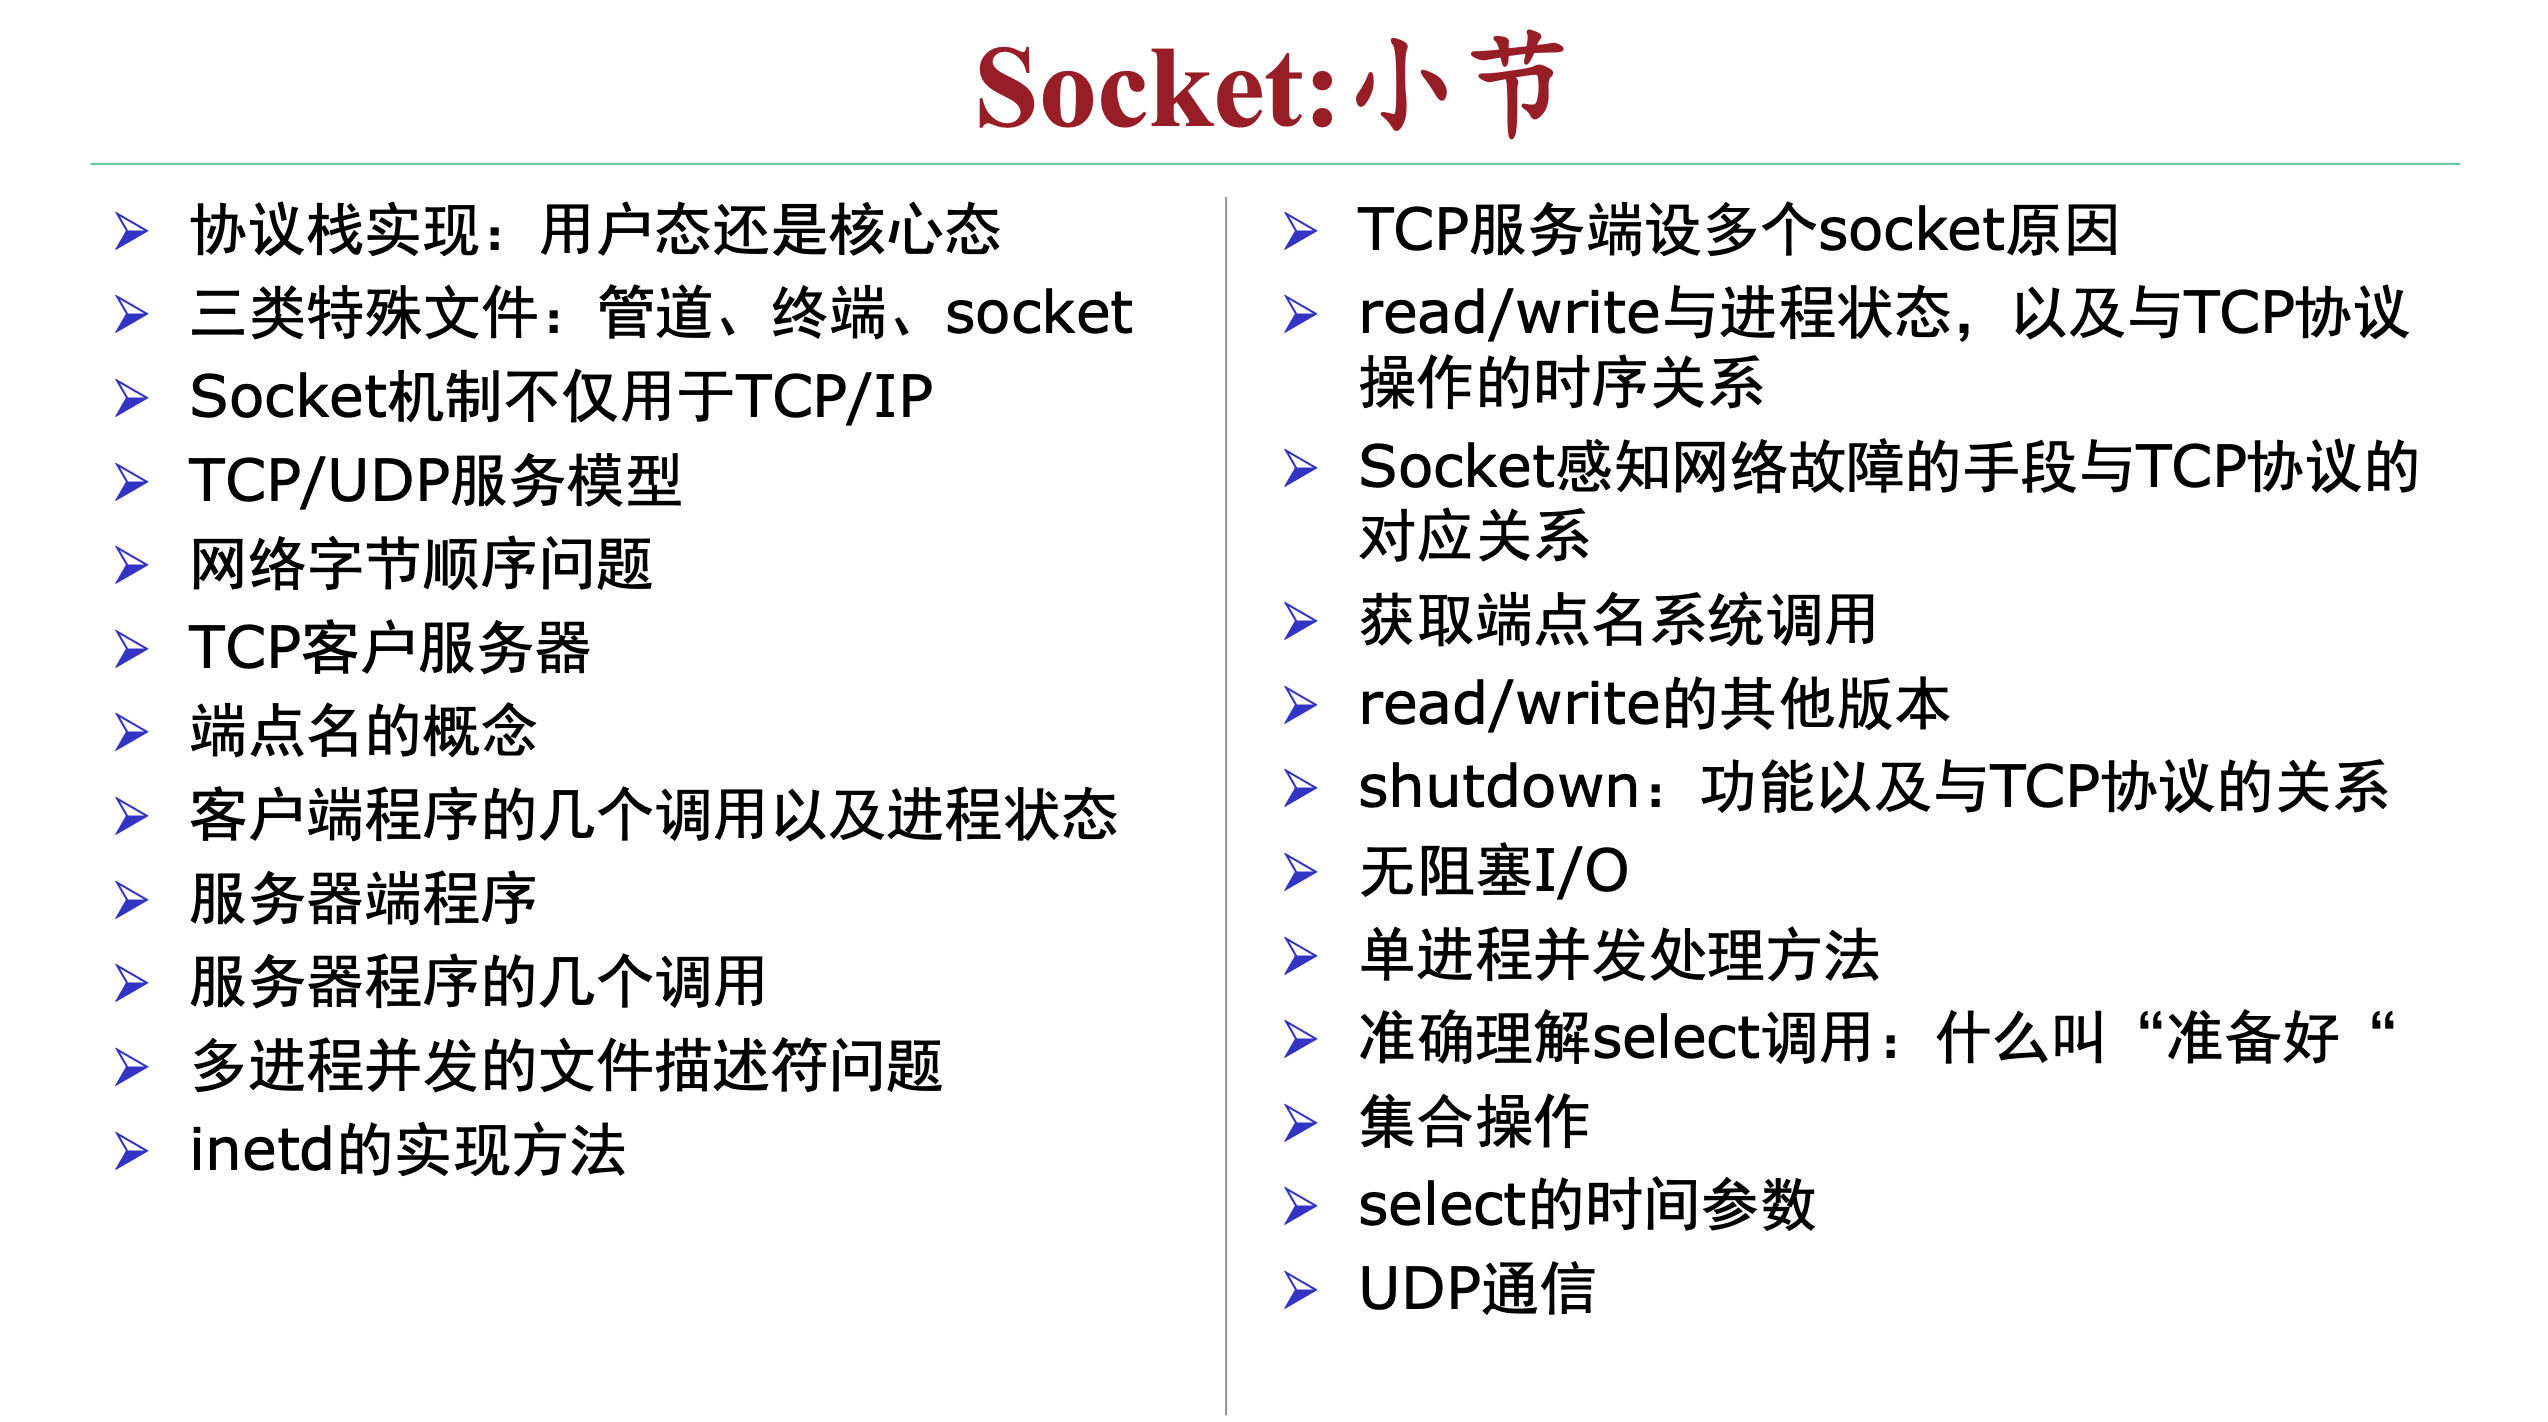 Socket:小节
协议栈实现：用户态还是核心态
三类特殊文件：管道、终端、socket
Socket机制不仅用于TCP/IP
TCP/UDP服务模型
网络字节顺序问题
TCP客户服务器
端点名的概念
客户端程序的几个调用以及进程状态
服务器端程序
服务器程序的几个调用
多进程并发的文件描述符问题
inetd的实现方法
TCP服务端设多个socket原因
read/write与进程状态，以及与TCP协议
操作的时序关系
Socket感知网络故障的手段与TCP协议的
对应关系
获取端点名系统调用
read/write的其他版本
shutdown：功能以及与TCP协议的关系
无阻塞I/O
单进程并发处理方法
准确理解select调用：什么叫“准备好“
集合操作
select的时间参数
UDP通信